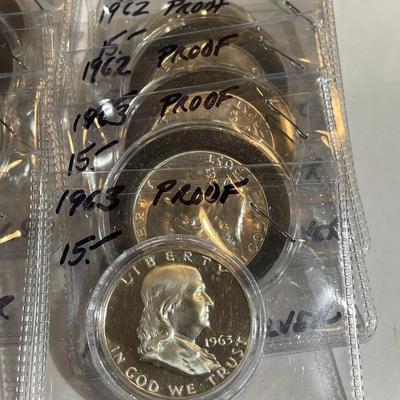 1962 PROOF
15.-
1962 PROOF
1963 PROOF
15.-
1963 PROOF
15.-
LIBERTY
1963
IN GOD WE TRUST